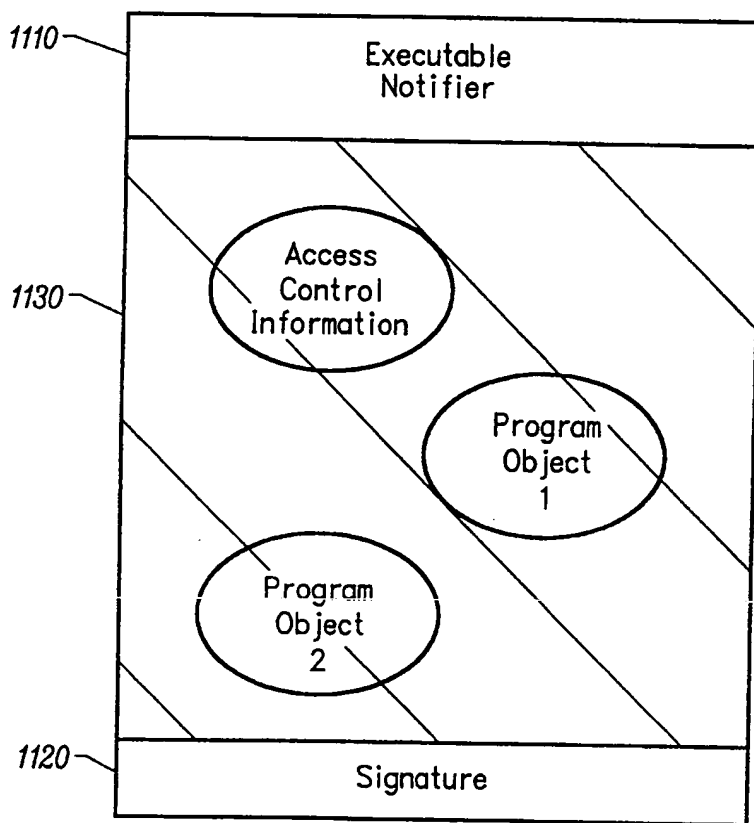 1110
Executable
Notifier
1130
Access
Control
Information
Program
Object
1
Program
Object
2
1120
Signature